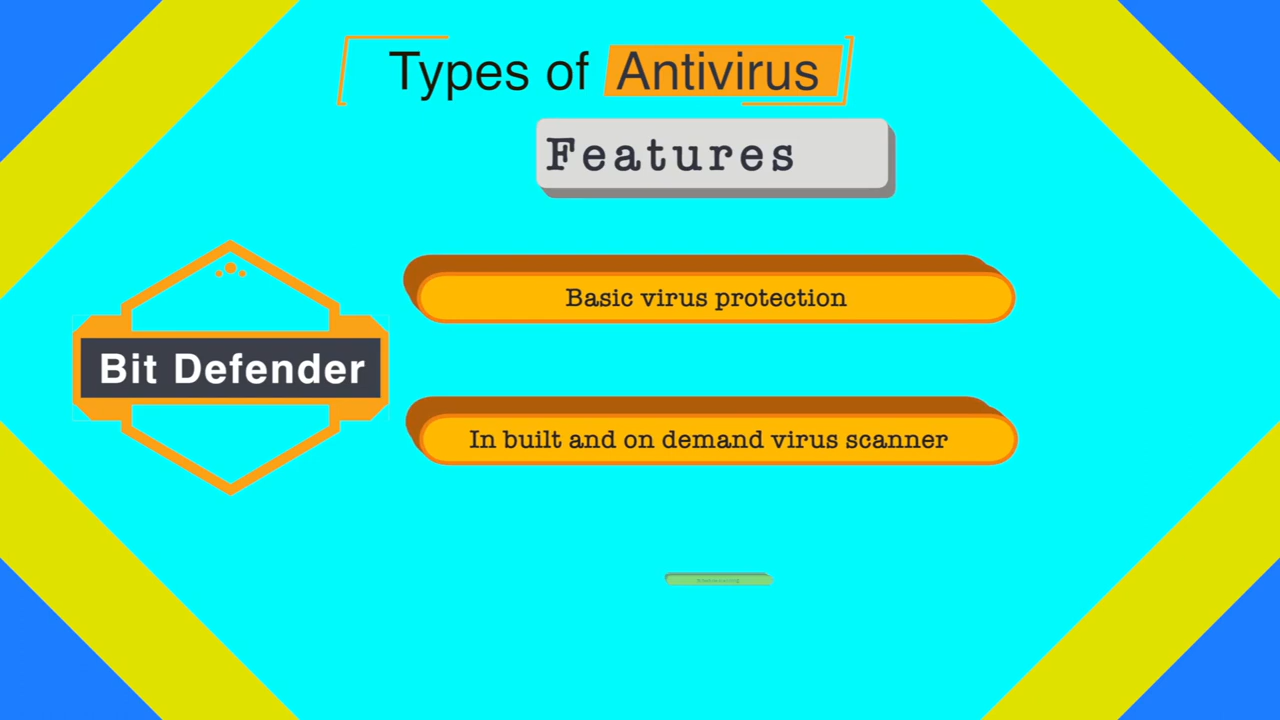 Types of Antivirus
Features
Bit Defender
Basic virus protection
In built and on demand virus scanner